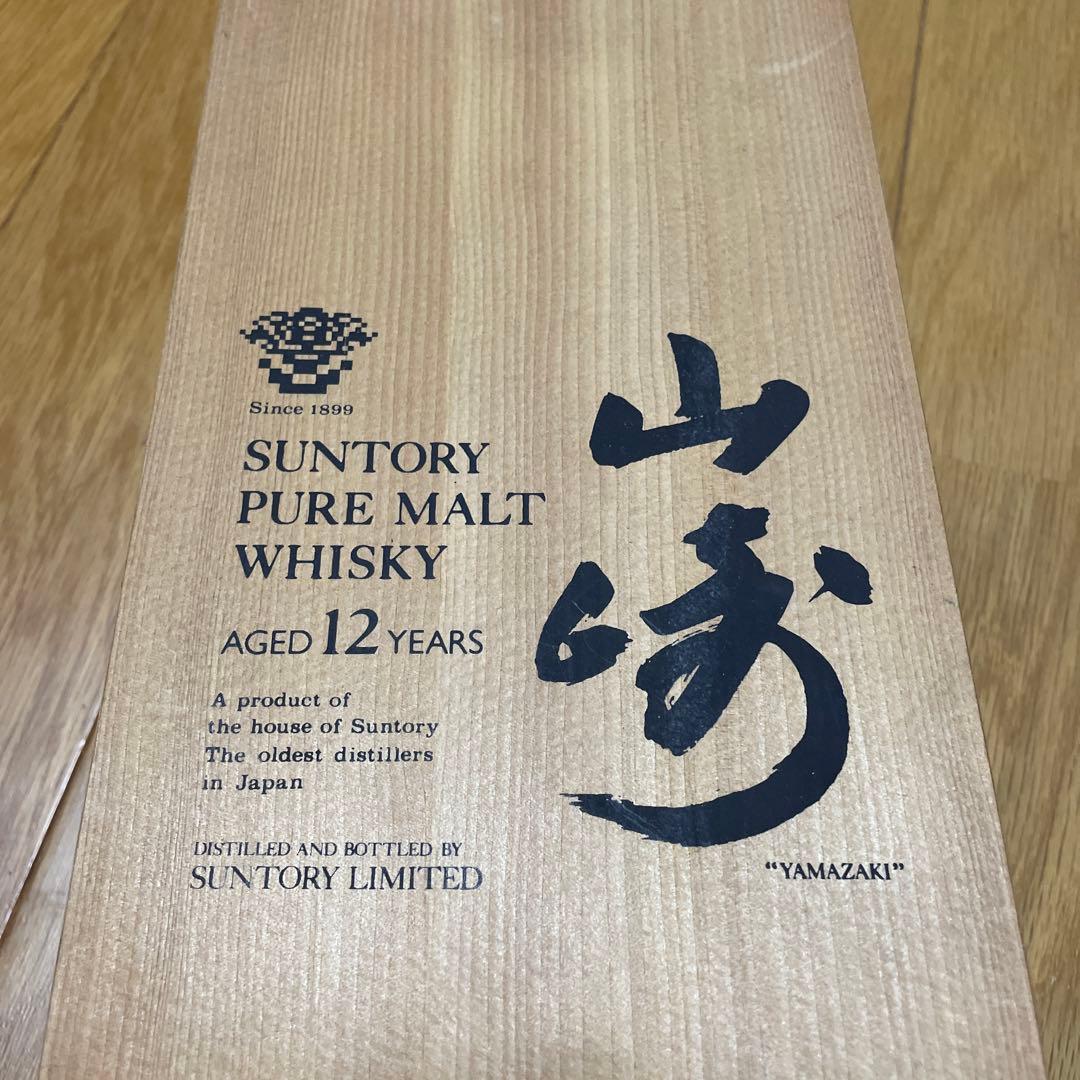 Since 1899
SUNTORY
PURE MALT
WHISKY
AGED 12 YEARS
A product of
the house of Suntory
The oldest distillers
in Japan
DISTILLED AND BOTTLED BY
SUNTORY LIMITED
山崎
“YAMAZAKI”